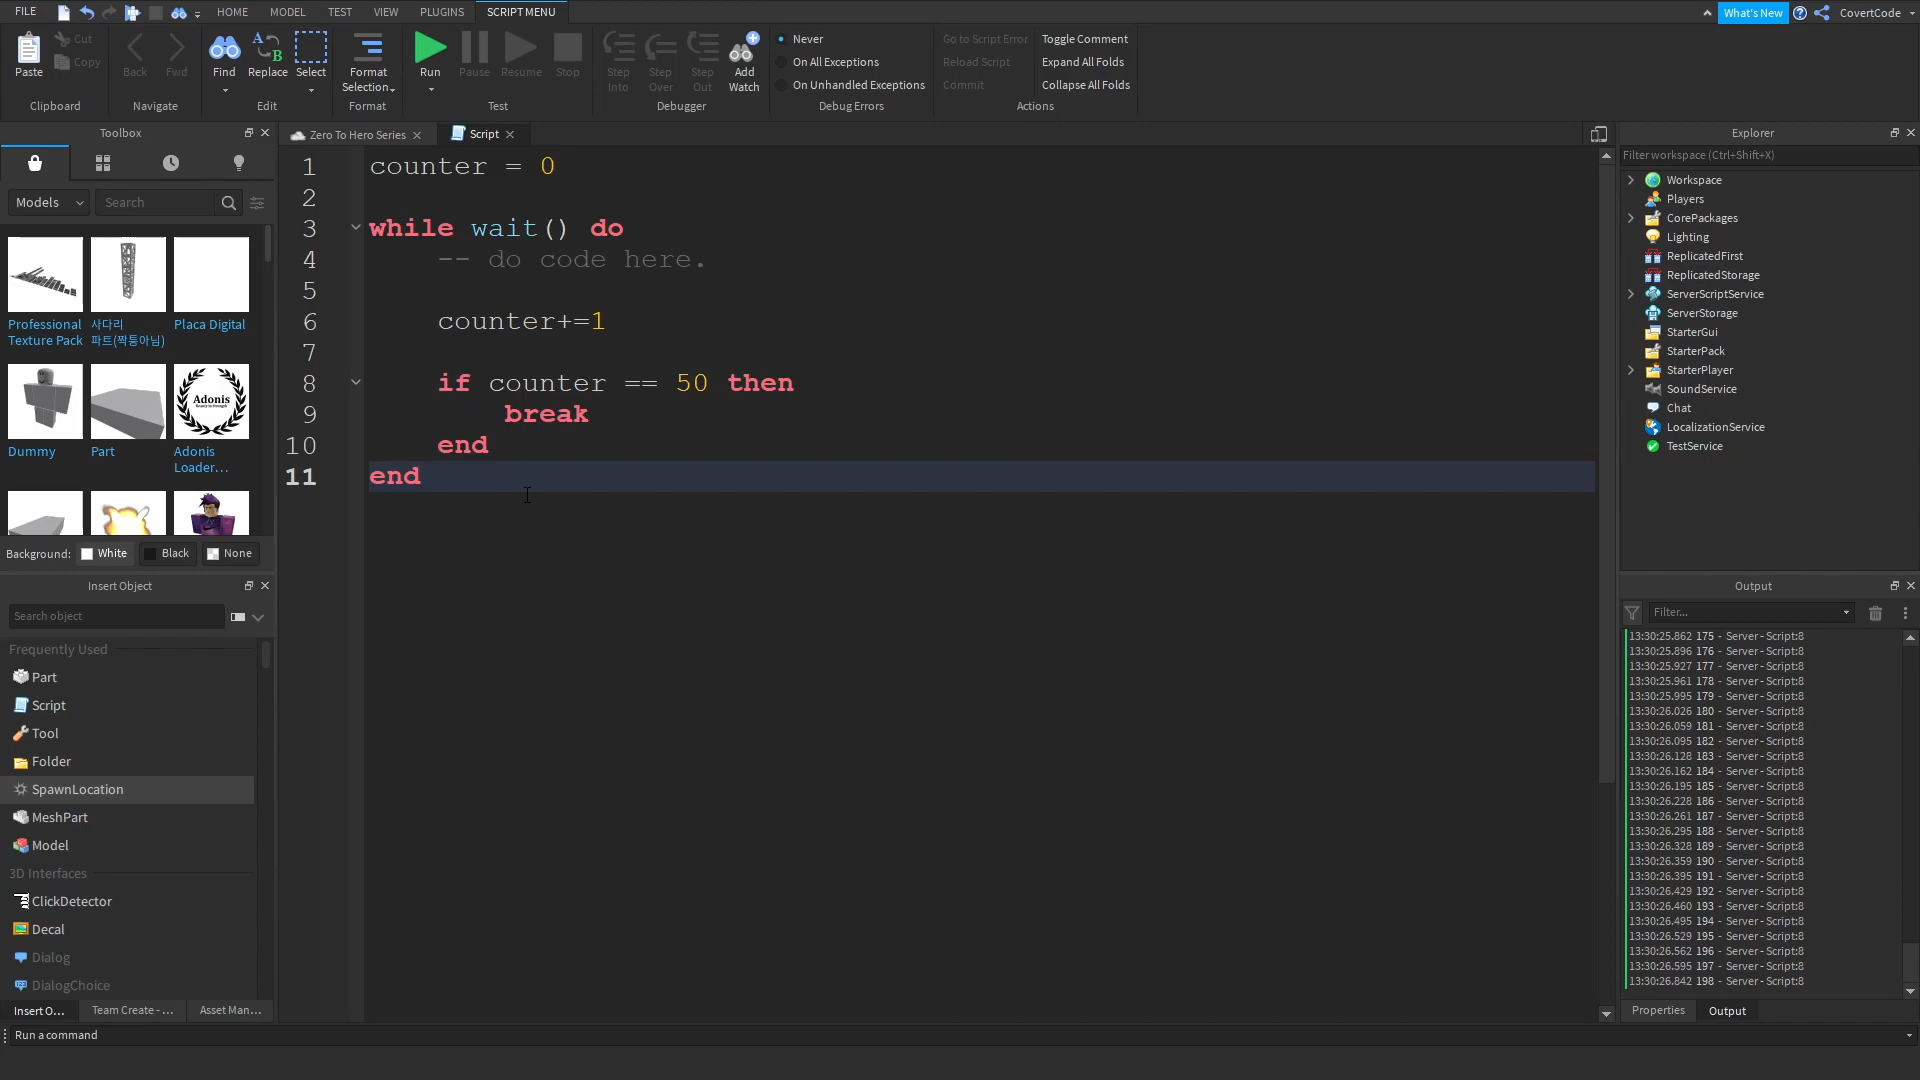 FILE HOME MODEL TEST VIEW PLUGINS SCRIPT MENU What's New CovertCode
Paste Cut Copy
Clipboard
Back Fwd
Navigate
Find Replace Select
Edit
Format Selection
Format
Run Pause Resume Stop
Test
Step Into
Step Over
Step Out
Add Watch
Debugger
Never
On All Exceptions
On Unhandled Exceptions
Debug Errors
Go to Script Error
Reload Script
Commit
Toggle Comment
Expand All Folds
Collapse All Folds
Actions
Toolbox
Models Search
Professional Texture Pack
사다리 파트(짝퉁아님)
Placa Digital
Dummy
Part
Adonis
Adonis Loader...
Background: White Black None
Insert Object
Search object
Frequently Used
Part
Script
Tool
Folder
SpawnLocation
MeshPart
Model
3D Interfaces
ClickDetector
Decal
Dialog
DialogChoice
Insert O... Team Create - ... Asset Man...
Run a command
Zero To Hero Series Script
1 counter = 0
2
3 while wait() do
4 -- do code here.
5
6 counter+=1
7
8 if counter == 50 then
9 break
10 end
11 end
Explorer
Filter workspace (Ctrl+Shift+X)
Workspace
Players
CorePackages
Lighting
ReplicatedFirst
ReplicatedStorage
ServerScriptService
ServerStorage
StarterGui
StarterPack
StarterPlayer
SoundService
Chat
LocalizationService
TestService
Output
Filter...
13:30:25.862 175 - Server - Script:8
13:30:25.896 176 - Server - Script:8
13:30:25.927 177 - Server - Script:8
13:30:25.961 178 - Server - Script:8
13:30:25.995 179 - Server - Script:8
13:30:26.026 180 - Server - Script:8
13:30:26.059 181 - Server - Script:8
13:30:26.095 182 - Server - Script:8
13:30:26.128 183 - Server - Script:8
13:30:26.162 184 - Server - Script:8
13:30:26.195 185 - Server - Script:8
13:30:26.228 186 - Server - Script:8
13:30:26.261 187 - Server - Script:8
13:30:26.295 188 - Server - Script:8
13:30:26.328 189 - Server - Script:8
13:30:26.359 190 - Server - Script:8
13:30:26.395 191 - Server - Script:8
13:30:26.429 192 - Server - Script:8
13:30:26.460 193 - Server - Script:8
13:30:26.495 194 - Server - Script:8
13:30:26.529 195 - Server - Script:8
13:30:26.562 196 - Server - Script:8
13:30:26.595 197 - Server - Script:8
13:30:26.842 198 - Server - Script:8
Properties Output